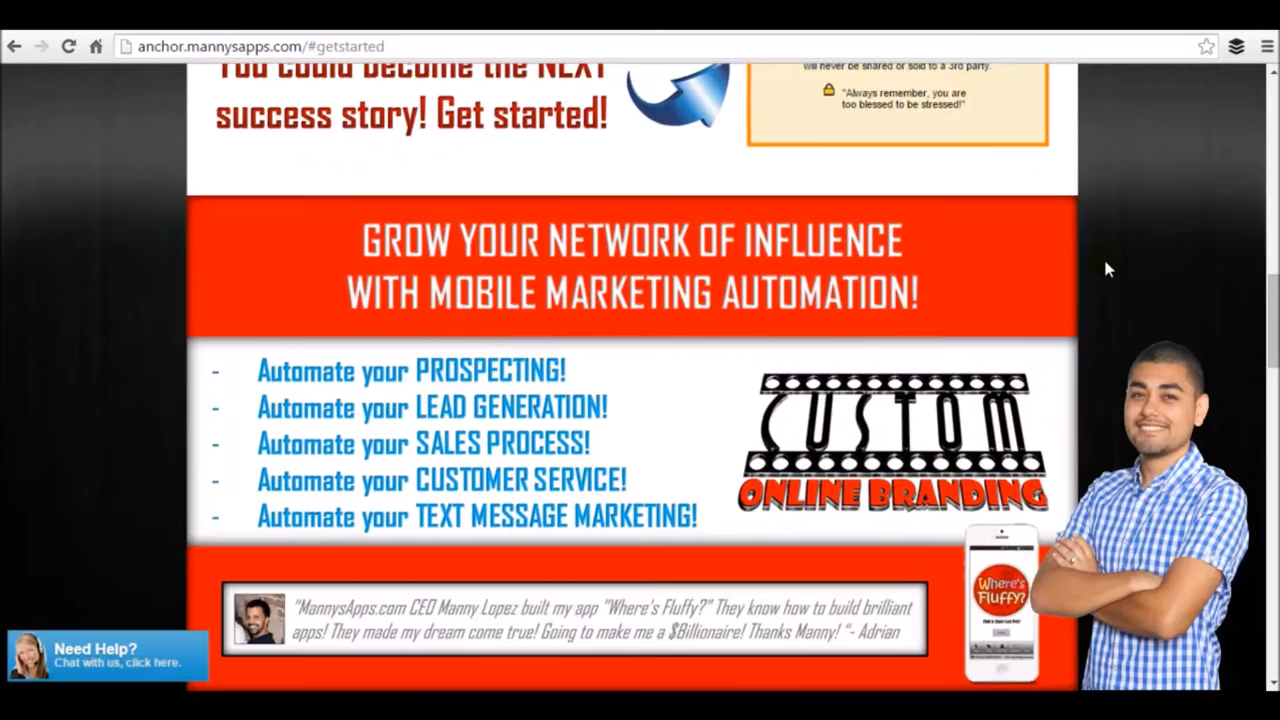 anchor.mannysapps.com/#getstarted
You could become the NEXT
success story! Get started!
will never be shared or sold to a 3rd party.
"Always remember, you are
too blessed to be stressed!"
GROW YOUR NETWORK OF INFLUENCE
WITH MOBILE MARKETING AUTOMATION!
- Automate your PROSPECTING!
- Automate your LEAD GENERATION!
- Automate your SALES PROCESS!
- Automate your CUSTOMER SERVICE!
- Automate your TEXT MESSAGE MARKETING!
CUSTOM
ONLINE BRANDING
"MannysApps.com CEO Manny Lopez built my app "Where's Fluffy?" They know how to build brilliant
apps! They made my dream come true! Going to make me a $Billionaire! Thanks Manny! "- Adrian
Where's
Fluffy?
Need Help?
Chat with us, click here.